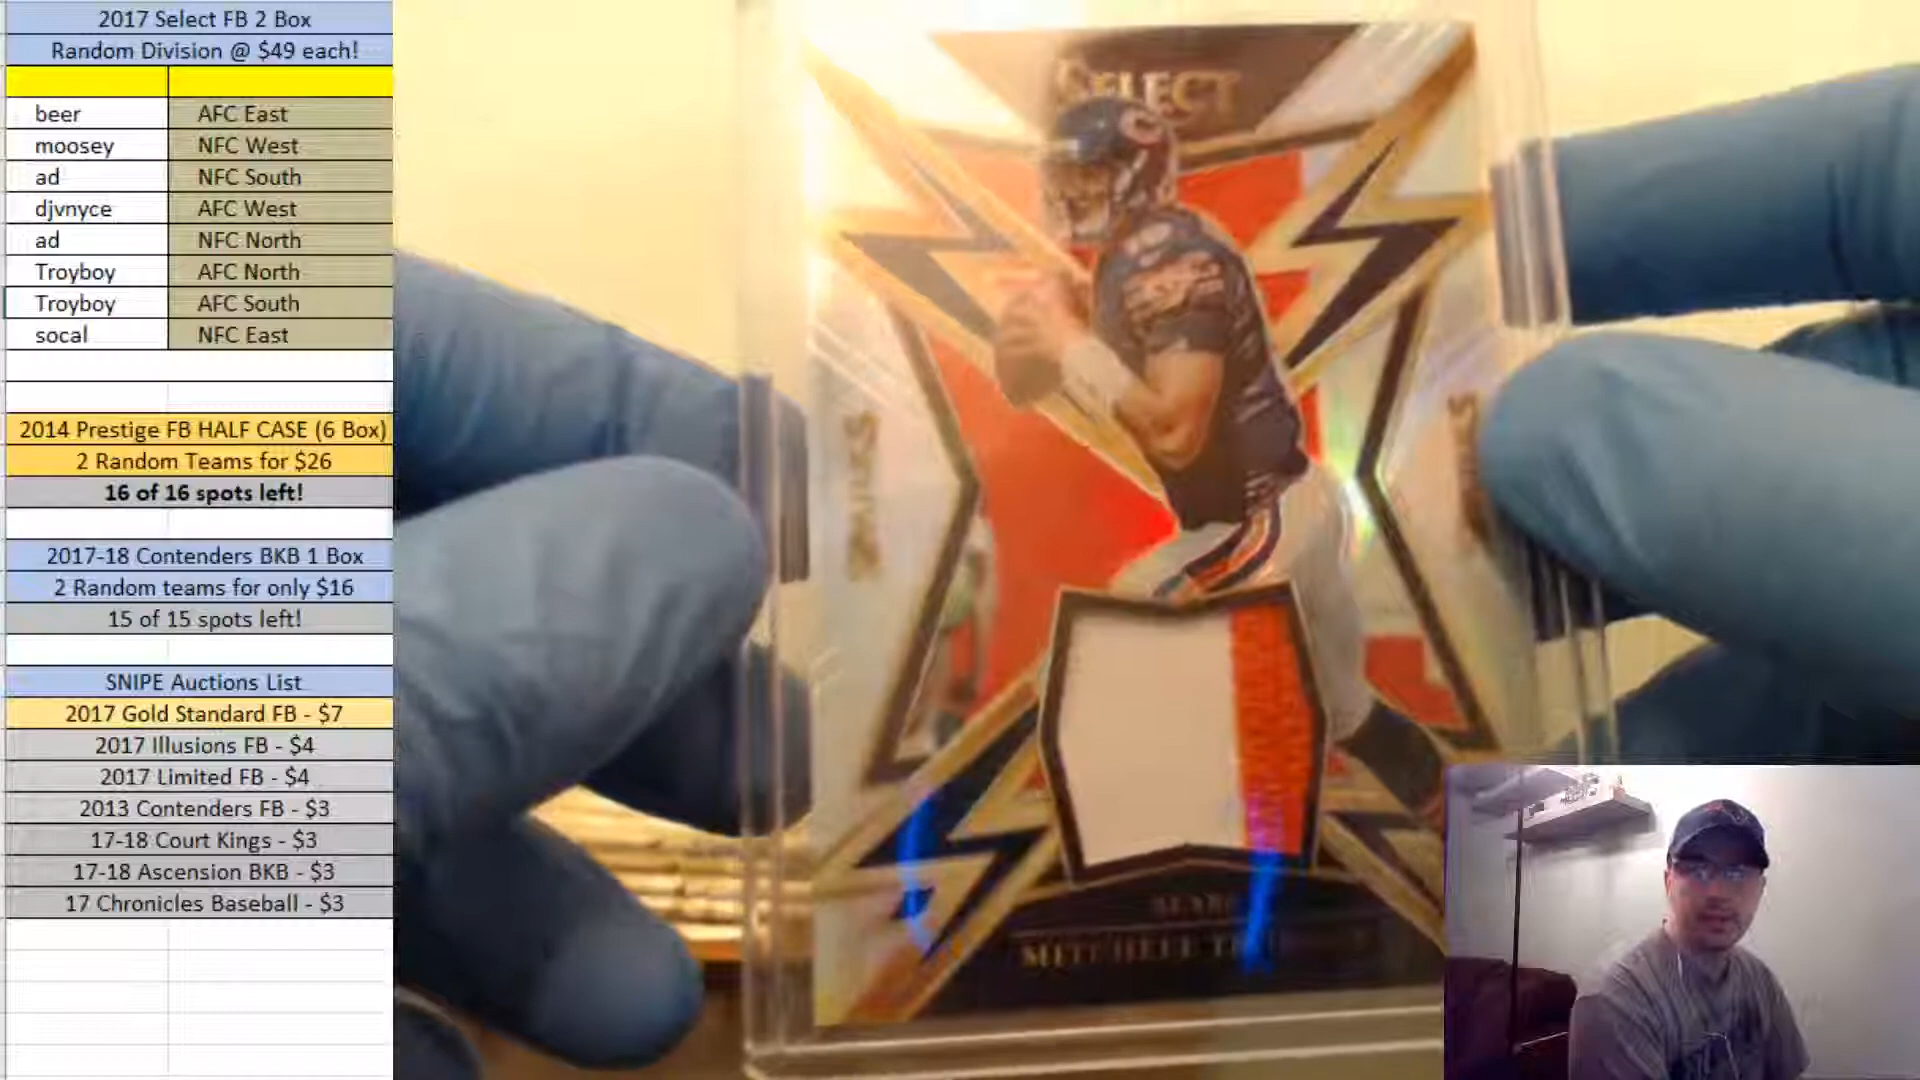 2017 Select FB 2 Box
Random Division @ $49 each!
beer AFC East
moosey NFC West
ad NFC South
djvnyce AFC West
ad NFC North
Troyboy AFC North
Troyboy AFC South
socal NFC East
2014 Prestige FB HALF CASE (6 Box)
2 Random Teams for $26
16 of 16 spots left!
2017-18 Contenders BKB 1 Box
2 Random teams for only $16
15 of 15 spots left!
SNIPE Auctions List
2017 Gold Standard FB - $7
2017 Illusions FB - $4
2017 Limited FB - $4
2013 Contenders FB - $3
17-18 Court Kings - $3
17-18 Ascension BKB - $3
17 Chronicles Baseball - $3
SELECT
MITCHELL